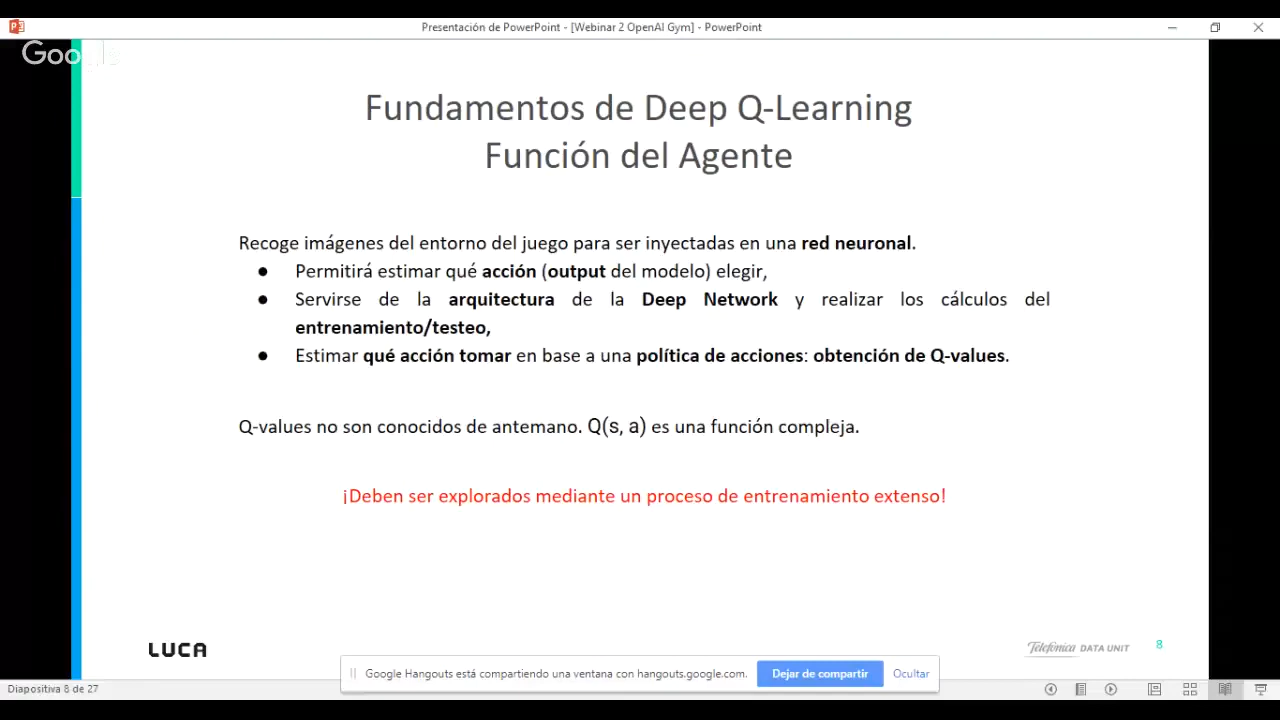 Presentación de PowerPoint - [Webinar 2 OpenAI Gym] - PowerPoint
Google
Fundamentos de Deep Q-Learning
Función del Agente
Recoge imágenes del entorno del juego para ser inyectadas en una red neuronal.
● Permitirá estimar qué acción (output del modelo) elegir,
● Servirse de la arquitectura de la Deep Network y realizar los cálculos del
entrenamiento/testeo,
● Estimar qué acción tomar en base a una política de acciones: obtención de Q-values.
Q-values no son conocidos de antemano. Q(s, a) es una función compleja.
¡Deben ser explorados mediante un proceso de entrenamiento extenso!
LUCA
Telefónica DATA UNIT
8
Google Hangouts está compartiendo una ventana con hangouts.google.com. Dejar de compartir Ocultar
Diapositiva 8 de 27